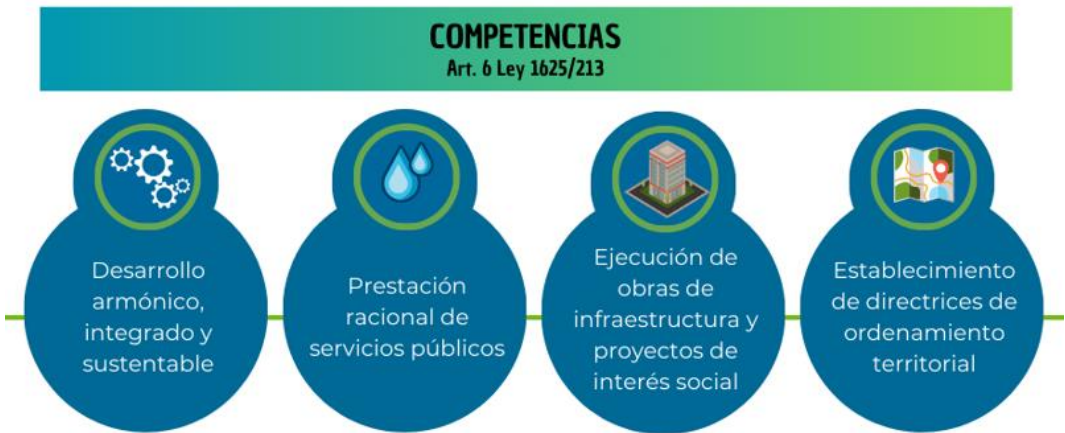 COMPETENCIAS
Art. 6 Ley 1625/213
Desarrollo
armónico,
integrado y
sustentable
Prestación
racional de
servicios públicos
Ejecución de
obras de
infraestructura y
proyectos de
interés social
Establecimiento
de directrices de
ordenamiento
territorial